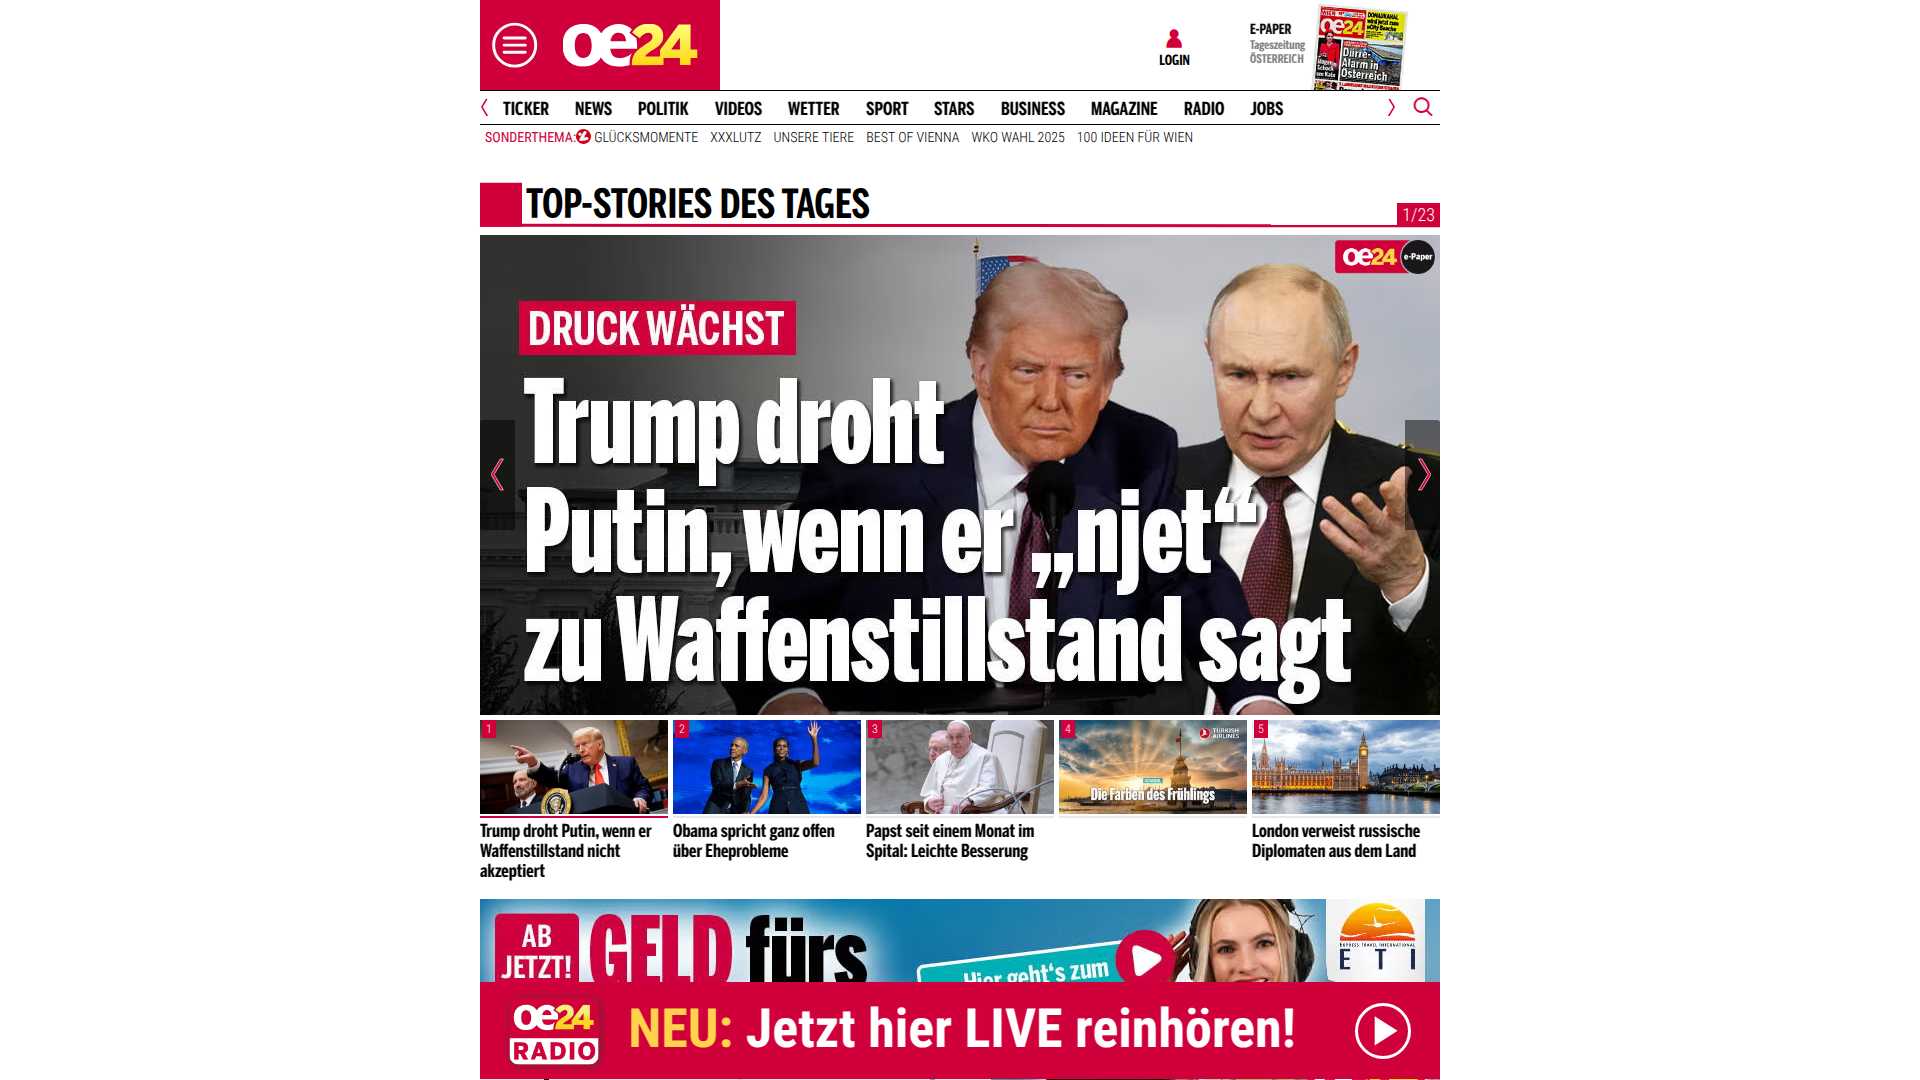 oe24
LOGIN
E-PAPER
Tageszeitung
ÖSTERREICH
oe24
Dürre-
Alarm in
Österreich
TICKER NEWS POLITIK VIDEOS WETTER SPORT STARS BUSINESS MAGAZINE RADIO JOBS
SONDERTHEMA: GLÜCKSMOMENTE XXXLUTZ UNSERE TIERE BEST OF VIENNA WKO WAHL 2025 100 IDEEN FÜR WIEN
TOP-STORIES DES TAGES
1/23
oe24 e-Paper
DRUCK WÄCHST
Trump droht
Putin, wenn er „njet“
zu Waffenstillstand sagt
1
2
3
4
5
TURKISH
AIRLINES
Die Farben des Frühlings
Trump droht Putin, wenn er
Waffenstillstand nicht
akzeptiert
Obama spricht ganz offen
über Eheprobleme
Papst seit einem Monat im
Spital: Leichte Besserung
London verweist russische
Diplomaten aus dem Land
AB
JETZT!
GELD fürs
Hier geht's zum
EXPRESS TRAVEL INTERNATIONAL
ETI
oe24
RADIO
NEU: Jetzt hier LIVE reinhören!